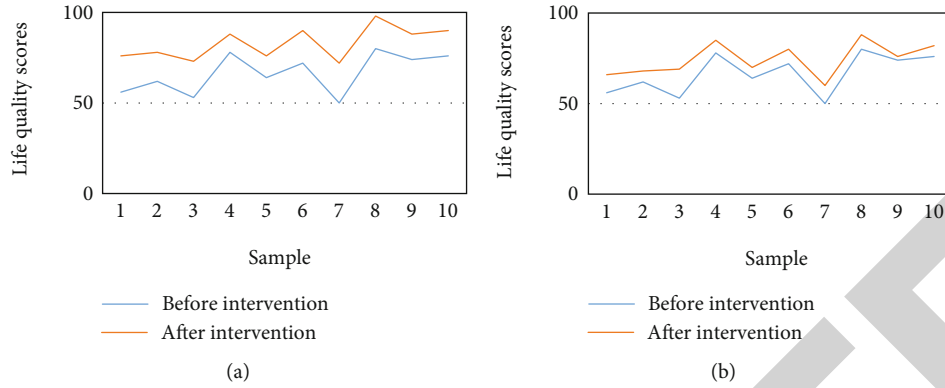 Life quality scores
100
50
0
1 2 3 4 5 6 7 8 9 10
Sample
Before intervention
After intervention
(a)
Life quality scores
100
50
0
1 2 3 4 5 6 7 8 9 10
Sample
Before intervention
After intervention
(b)